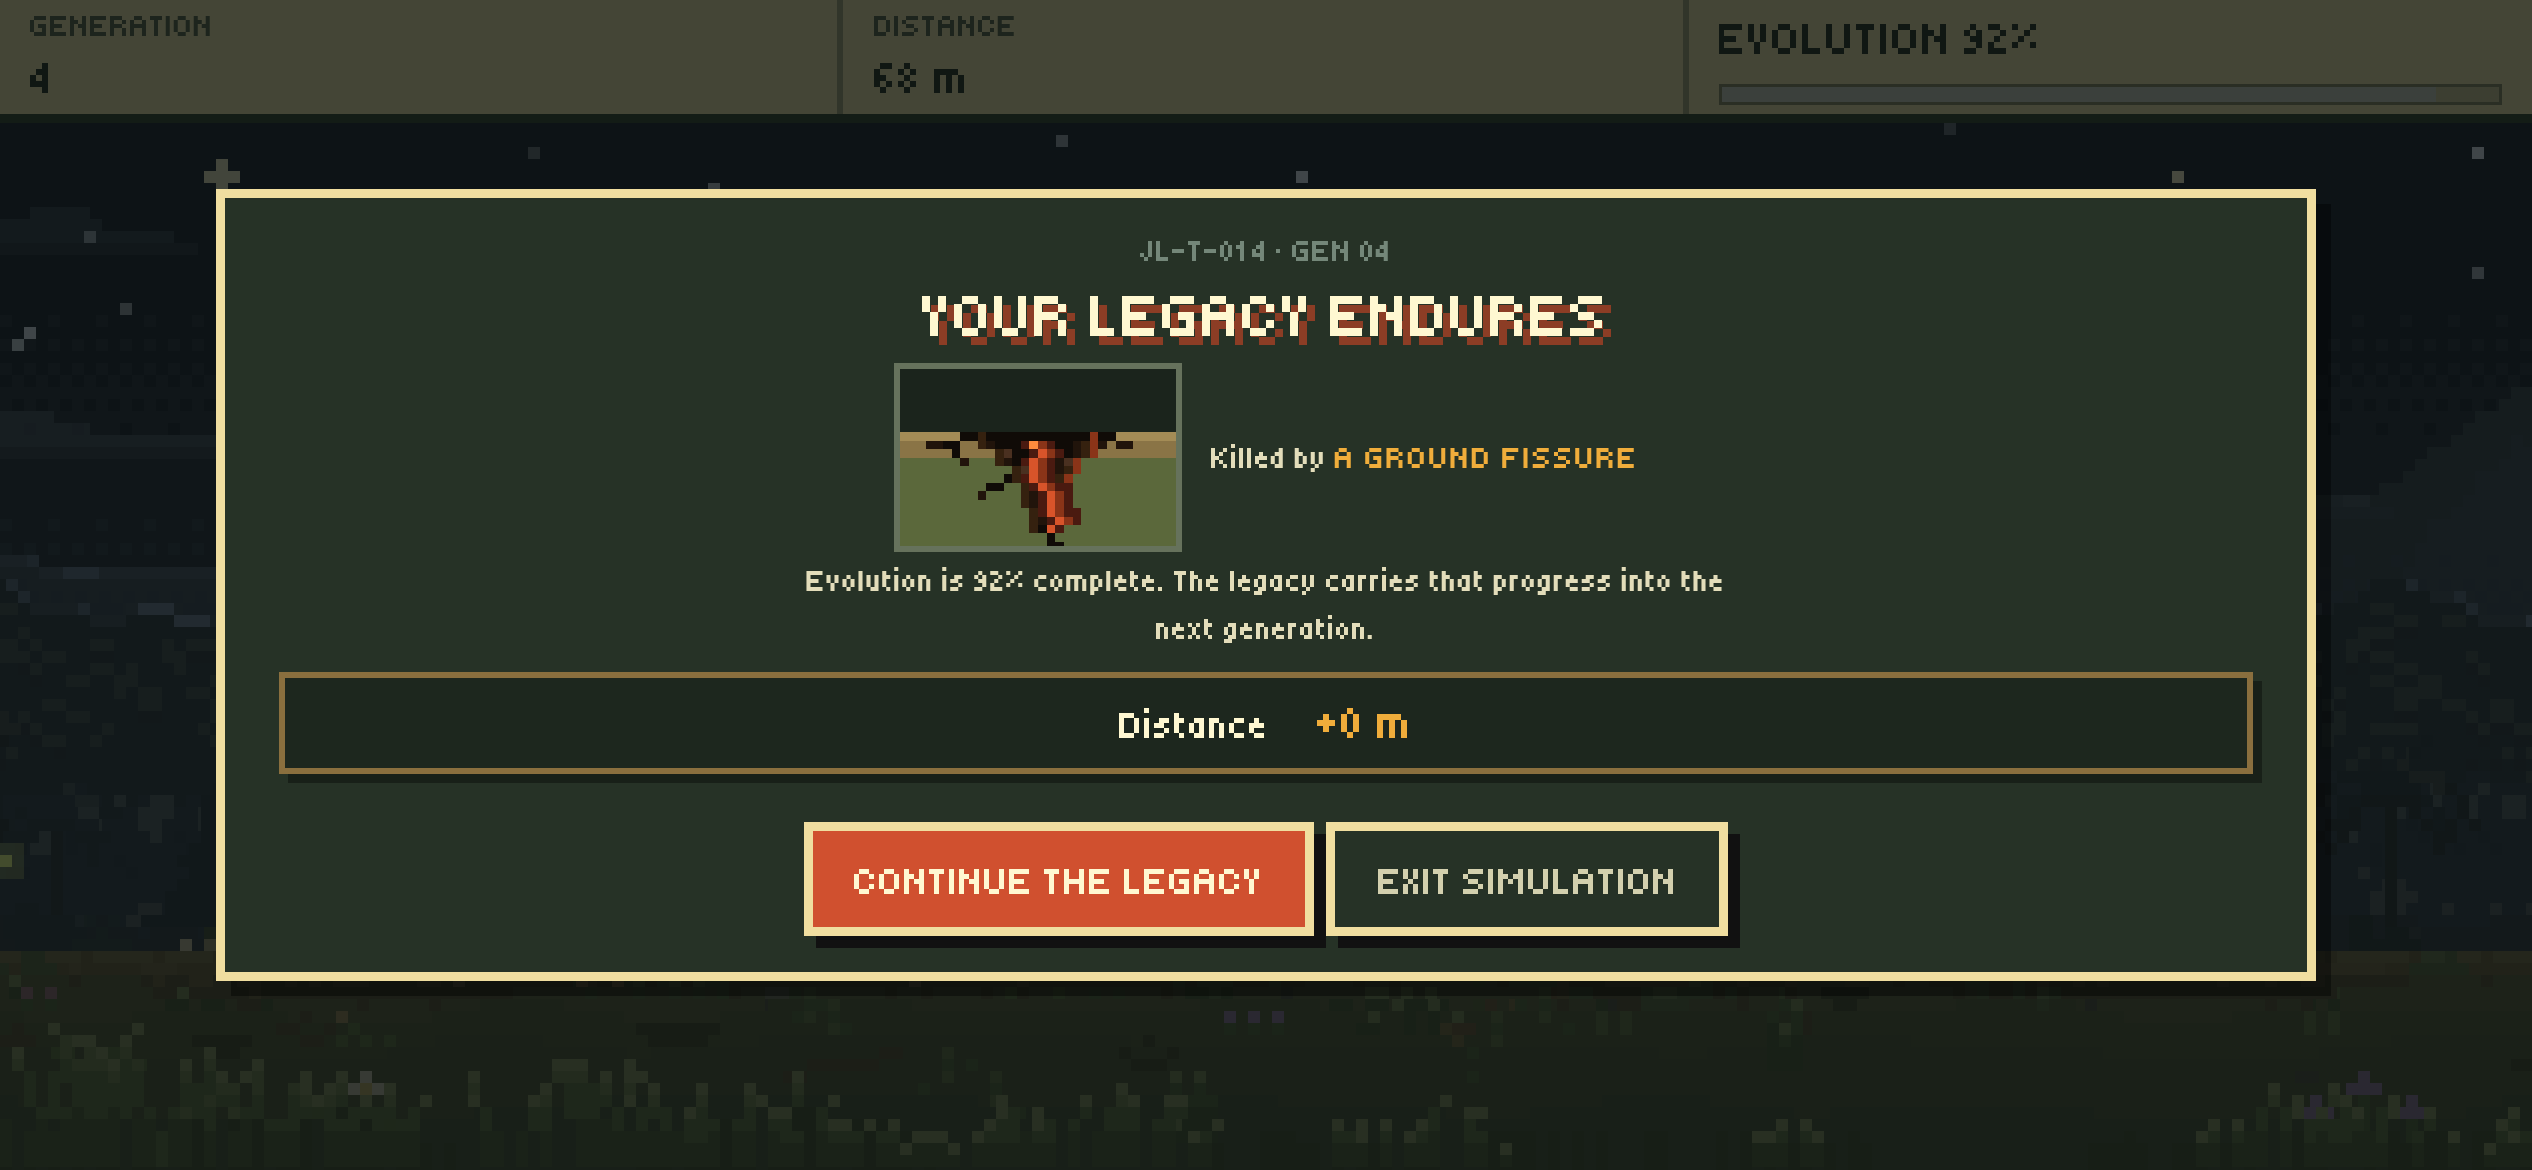 GENERATION
4
DISTANCE
68 m
EVOLUTION 92%
JL-T-014 · GEN 04
YOUR LEGACY ENDURES
Killed by A GROUND FISSURE
Evolution is 92% complete. The legacy carries that progress into the
next generation.
Distance +0 m
CONTINUE THE LEGACY
EXIT SIMULATION